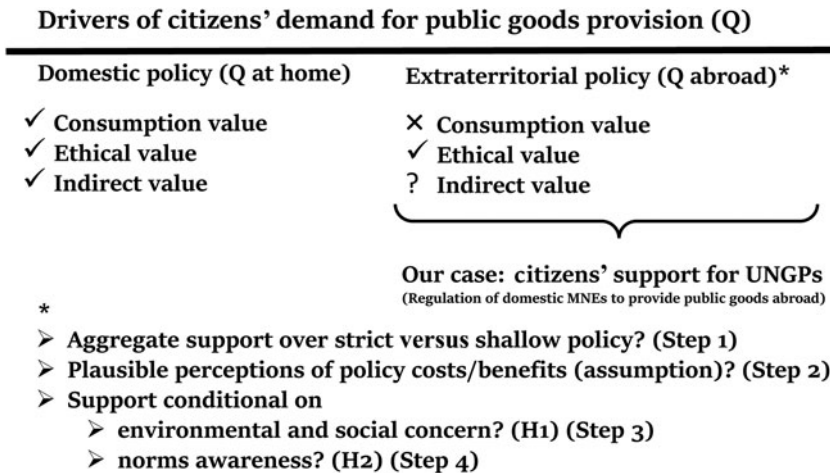 Drivers of citizens’ demand for public goods provision (Q)
Domestic policy (Q at home)
✓ Consumption value
✓ Ethical value
✓ Indirect value
Extraterritorial policy (Q abroad)*
✕ Consumption value
✓ Ethical value
? Indirect value
Our case: citizens’ support for UNGPs
(Regulation of domestic MNEs to provide public goods abroad)
*
➢ Aggregate support over strict versus shallow policy? (Step 1)
➢ Plausible perceptions of policy costs/benefits (assumption)? (Step 2)
➢ Support conditional on
➢ environmental and social concern? (H1) (Step 3)
➢ norms awareness? (H2) (Step 4)